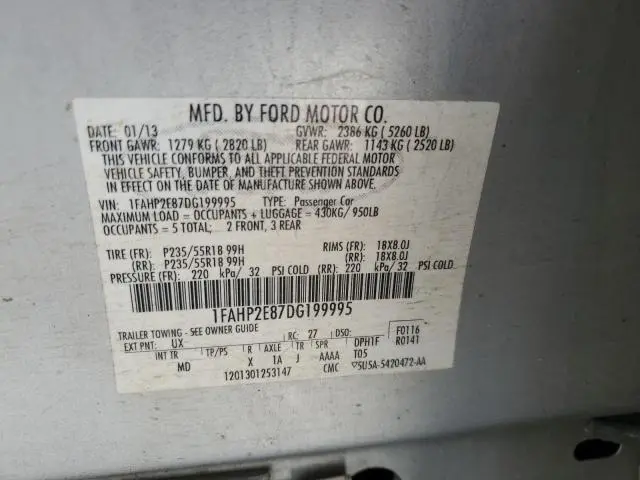 MFD. BY FORD MOTOR CO.
DATE: 01/13 GVWR: 2386 KG ( 5260 LB)
FRONT GAWR: 1279 KG ( 2820 LB) REAR GAWR: 1143 KG ( 2520 LB)
THIS VEHICLE CONFORMS TO ALL APPLICABLE FEDERAL MOTOR
VEHICLE SAFETY, BUMPER, AND THEFT PREVENTION STANDARDS
IN EFFECT ON THE DATE OF MANUFACTURE SHOWN ABOVE.
VIN: 1FAHP2E87DG199995 TYPE: Passenger Car
MAXIMUM LOAD = OCCUPANTS + LUGGAGE = 430KG/ 950LB
OCCUPANTS = 5 TOTAL; 2 FRONT, 3 REAR
TIRE (FR): P235/55R18 99H RIMS (FR): 18X8.0J
(RR): P235/55R18 99H (RR): 18X8.0J
PRESSURE (FR): 220 kPa/ 32 PSI COLD (RR): 220 kPa/ 32 PSI COLD
1FAHP2E87DG199995
TRAILER TOWING - SEE OWNER GUIDE
EXT PNT: UX RC: 27 DSO: F0116
INT TR TP/PS R AXLE TR SPR DPH1F R0141
MD X 1A J AAAA T05
1201301253147 CMC ▽5U5A-5420472-AA